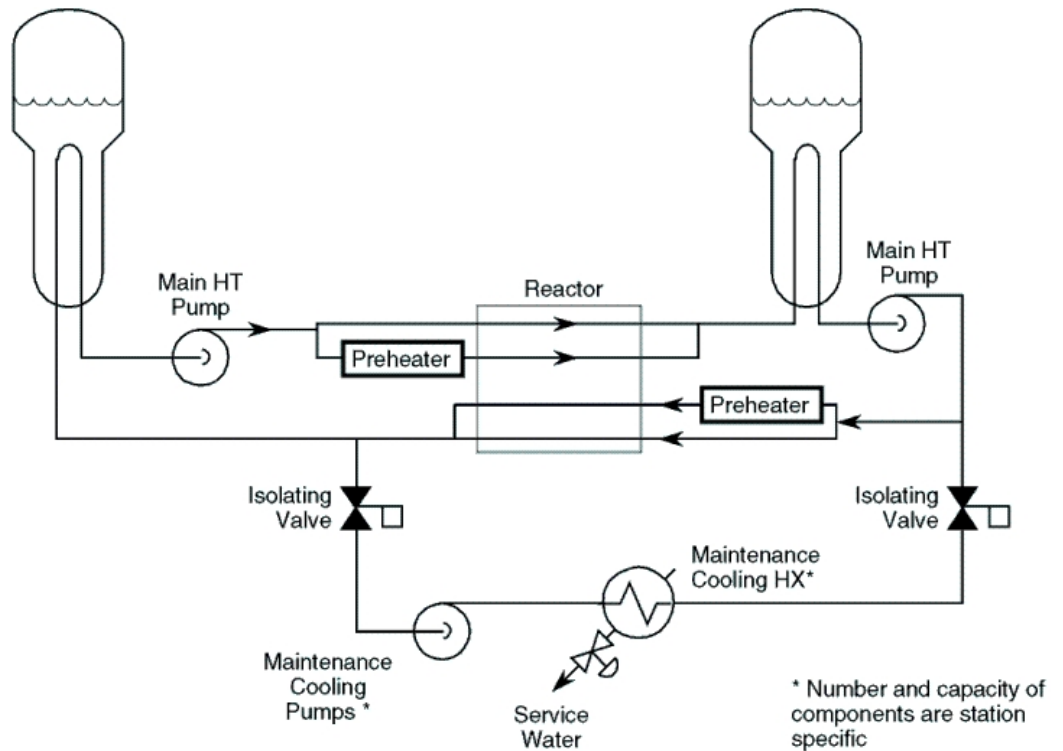 Main HT
Pump
Main HT
Pump
Reactor
Preheater
Preheater
Isolating
Valve
Isolating
Valve
Maintenance
Cooling HX*
Maintenance
Cooling
Pumps *
Service
Water
* Number and capacity of
components are station
specific